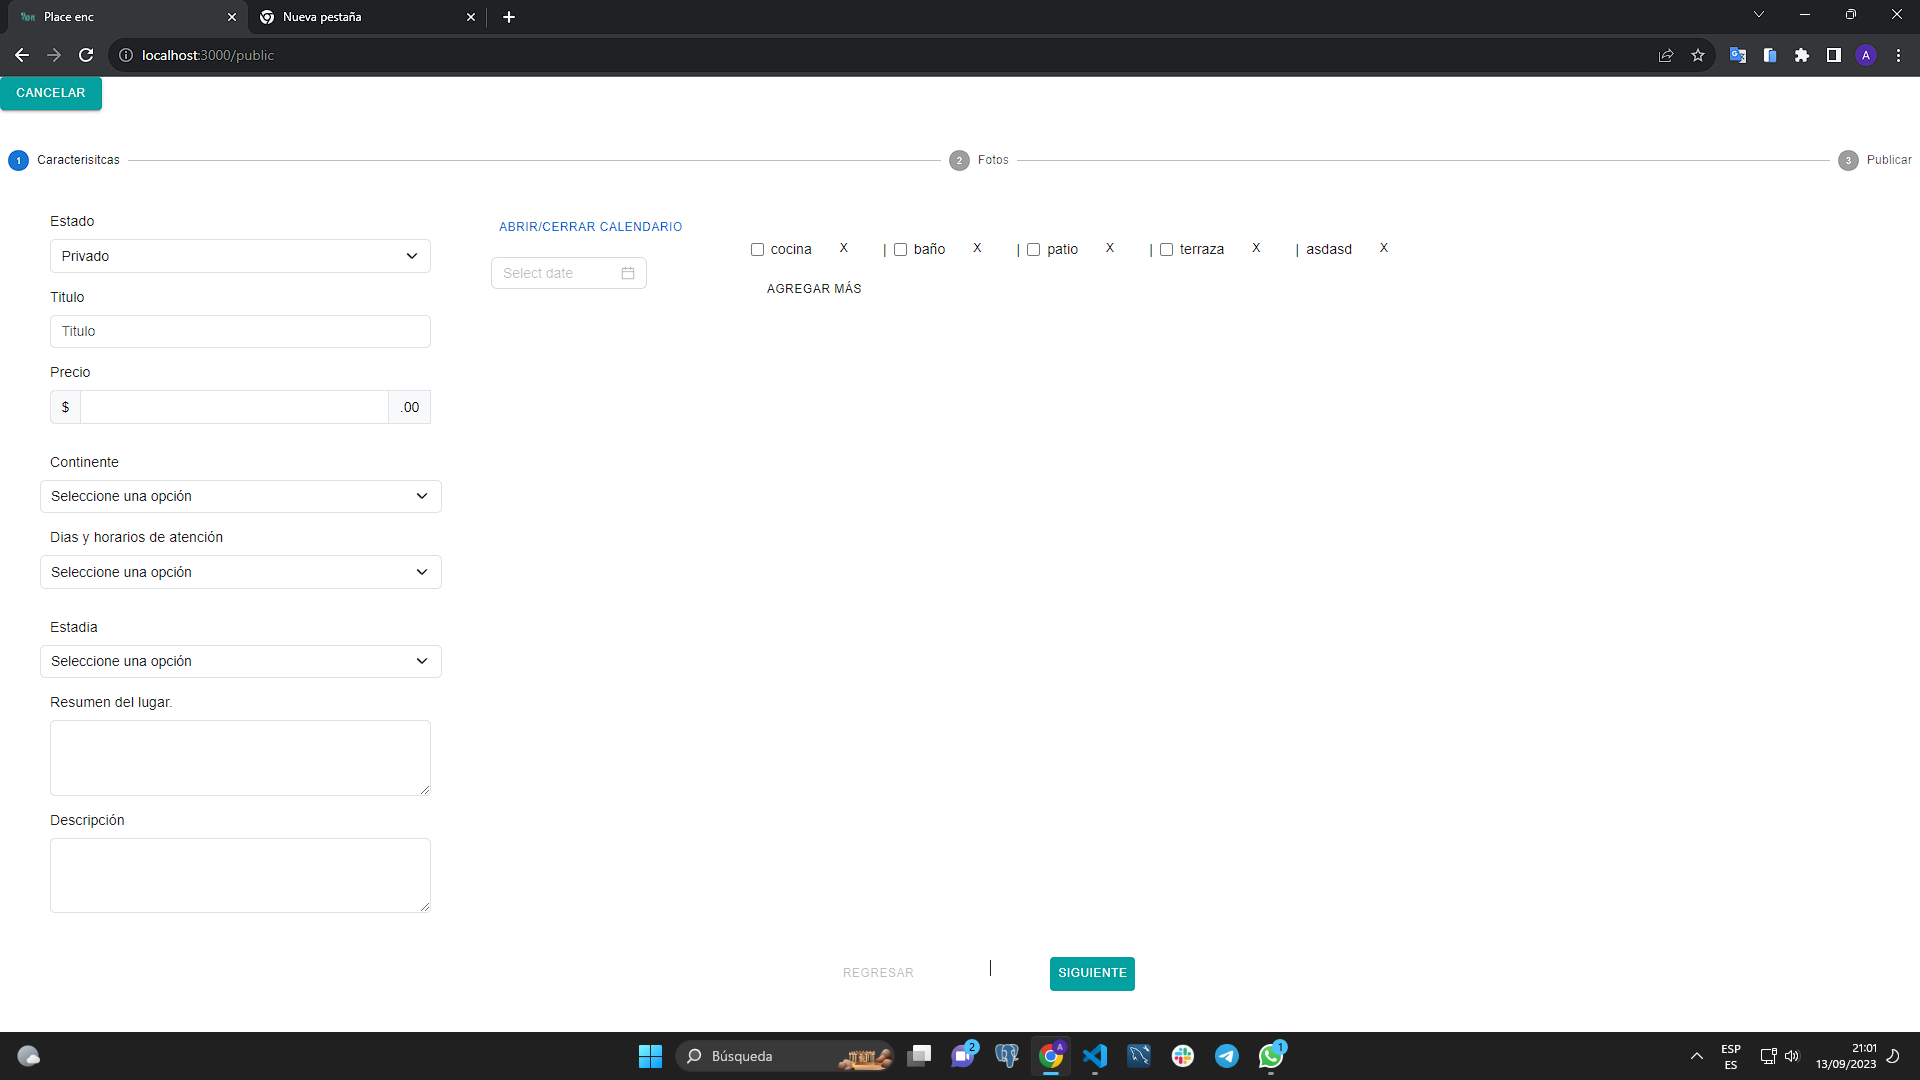 Place enc
Nueva pestaña
localhost:3000/public
A
CANCELAR
1 Caracterisitcas
2 Fotos
3 Publicar
Estado
Privado
Titulo
Titulo
Precio
$ .00
Continente
Seleccione una opción
Dias y horarios de atención
Seleccione una opción
Estadia
Seleccione una opción
Resumen del lugar.
Descripción
ABRIR/CERRAR CALENDARIO
Select date
cocina X | baño X | patio X | terraza X | asdasd X
AGREGAR MÁS
REGRESAR | SIGUIENTE
Búsqueda
2
A
1
ESP
ES
21:01
13/09/2023